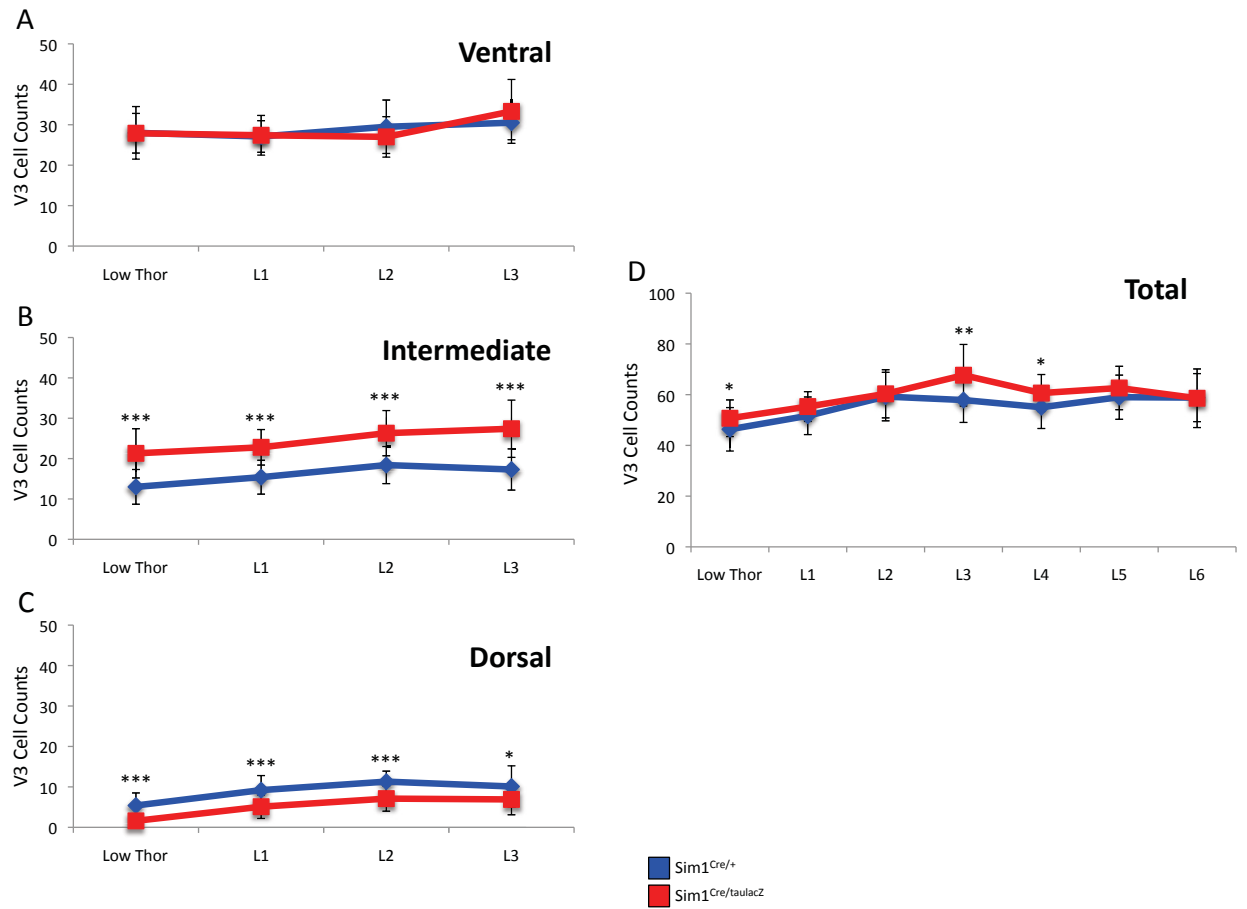 A
Ventral
V3 Cell Counts
50
40
30
20
10
0
Low Thor L1 L2 L3
B
Intermediate
V3 Cell Counts
50
40
30
20
10
0
*** *** *** ***
Low Thor L1 L2 L3
C
Dorsal
V3 Cell Counts
50
40
30
20
10
0
*** *** *** *
Low Thor L1 L2 L3
D
Total
V3 Cell Counts
100
80
60
40
20
0
* ** *
Low Thor L1 L2 L3 L4 L5 L6
Sim1Cre/+
Sim1Cre/taulacZ